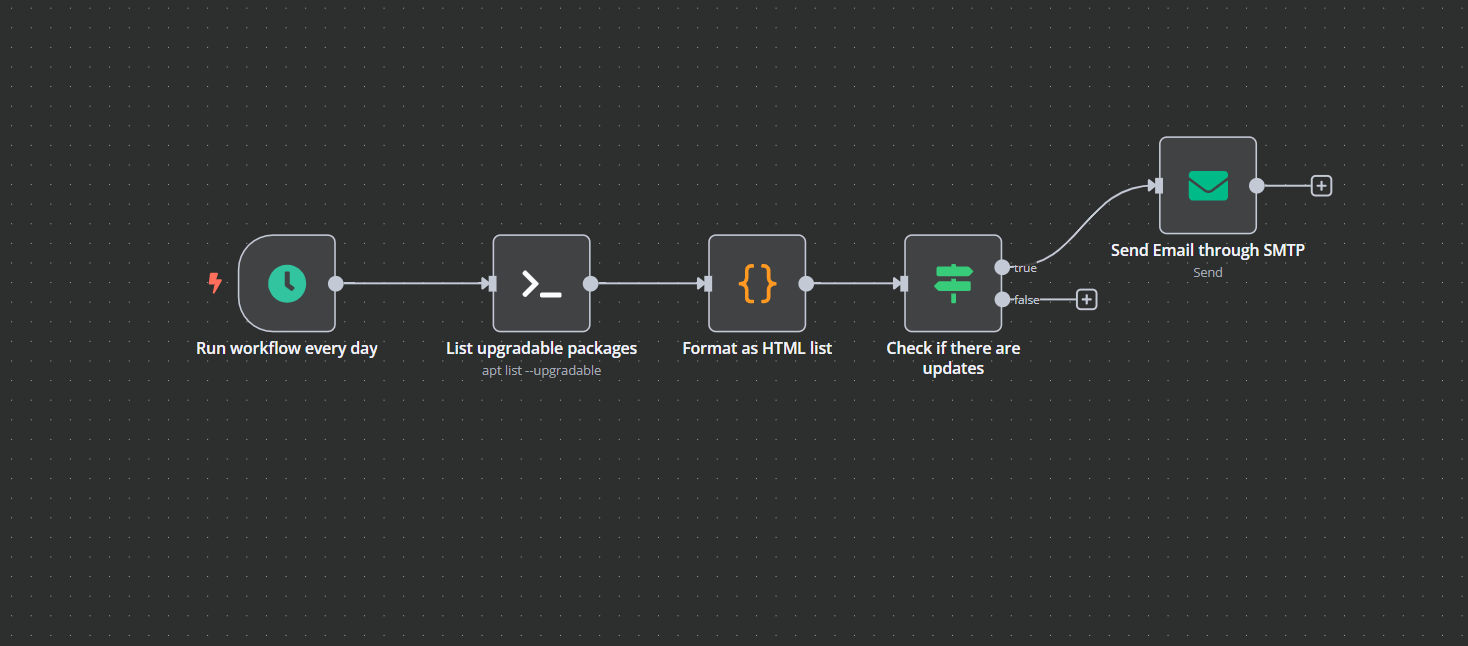 true
Send Email through SMTP
Send
false
Run workflow every day
List upgradable packages
apt list --upgradable
Format as HTML list
Check if there are
updates